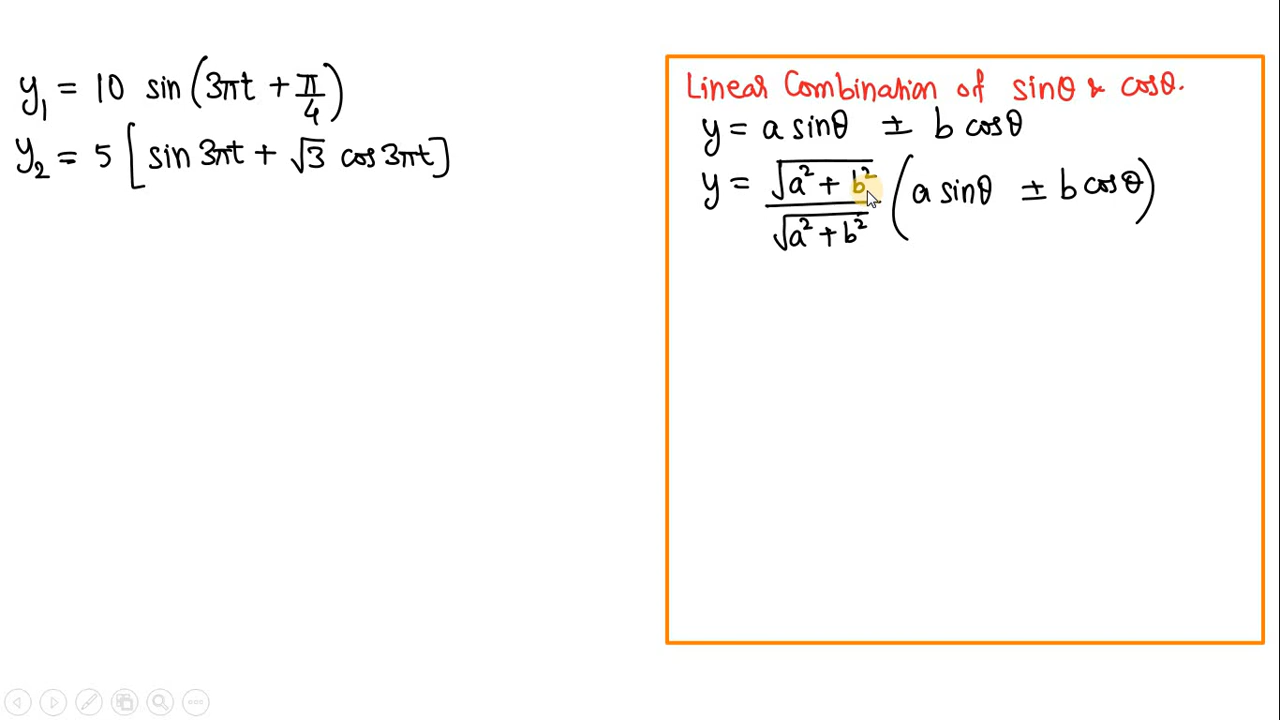 y₁ = 10 sin(3πt + π/4)
y₂ = 5 [sin 3πt + √3 cos 3πt]
Linear Combination of sinθ & cosθ.
y = a sinθ ± b cosθ
y = √(a² + b²)/√(a² + b²) (a sinθ ± b cosθ)